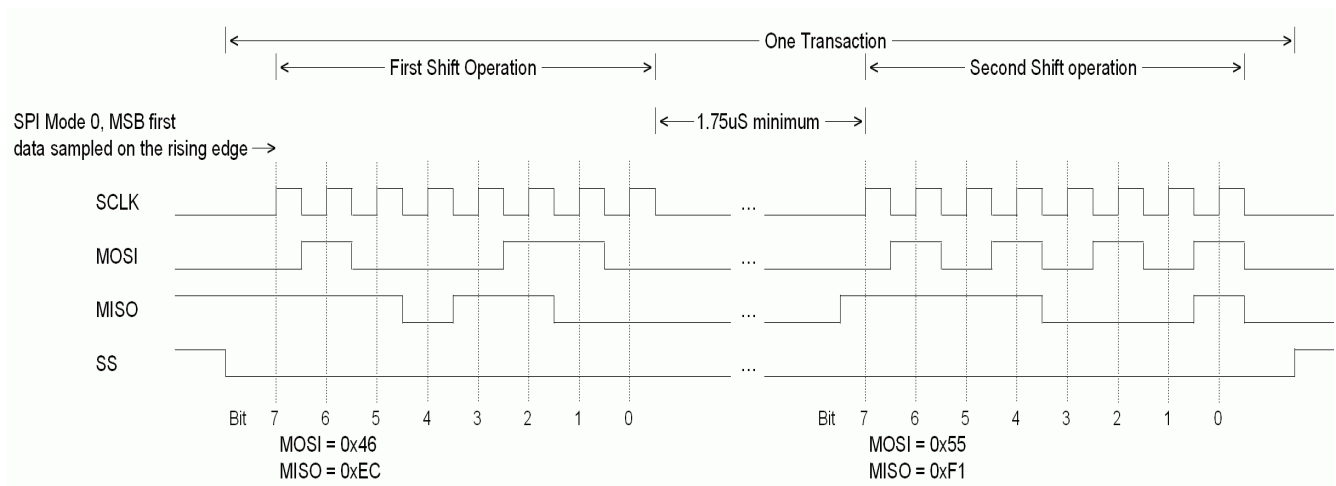 One Transaction
First Shift Operation
Second Shift operation
SPI Mode 0, MSB first
1.75uS minimum
data sampled on the rising edge
SCLK
...
MOSI
...
MISO
...
SS
...
Bit 7 6 5 4 3 2 1 0 Bit 7 6 5 4 3 2 1 0
MOSI = 0x46 MOSI = 0x55
MISO = 0xEC MISO = 0xF1